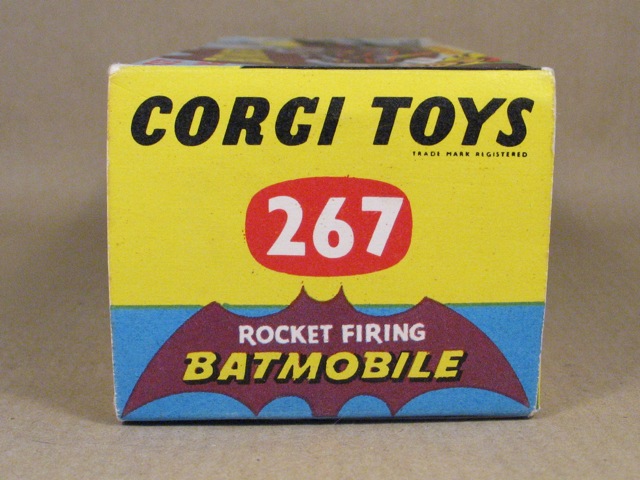 CORGI TOYS
TRADE MARK REGISTERED
267
ROCKET FIRING
BATMOBILE